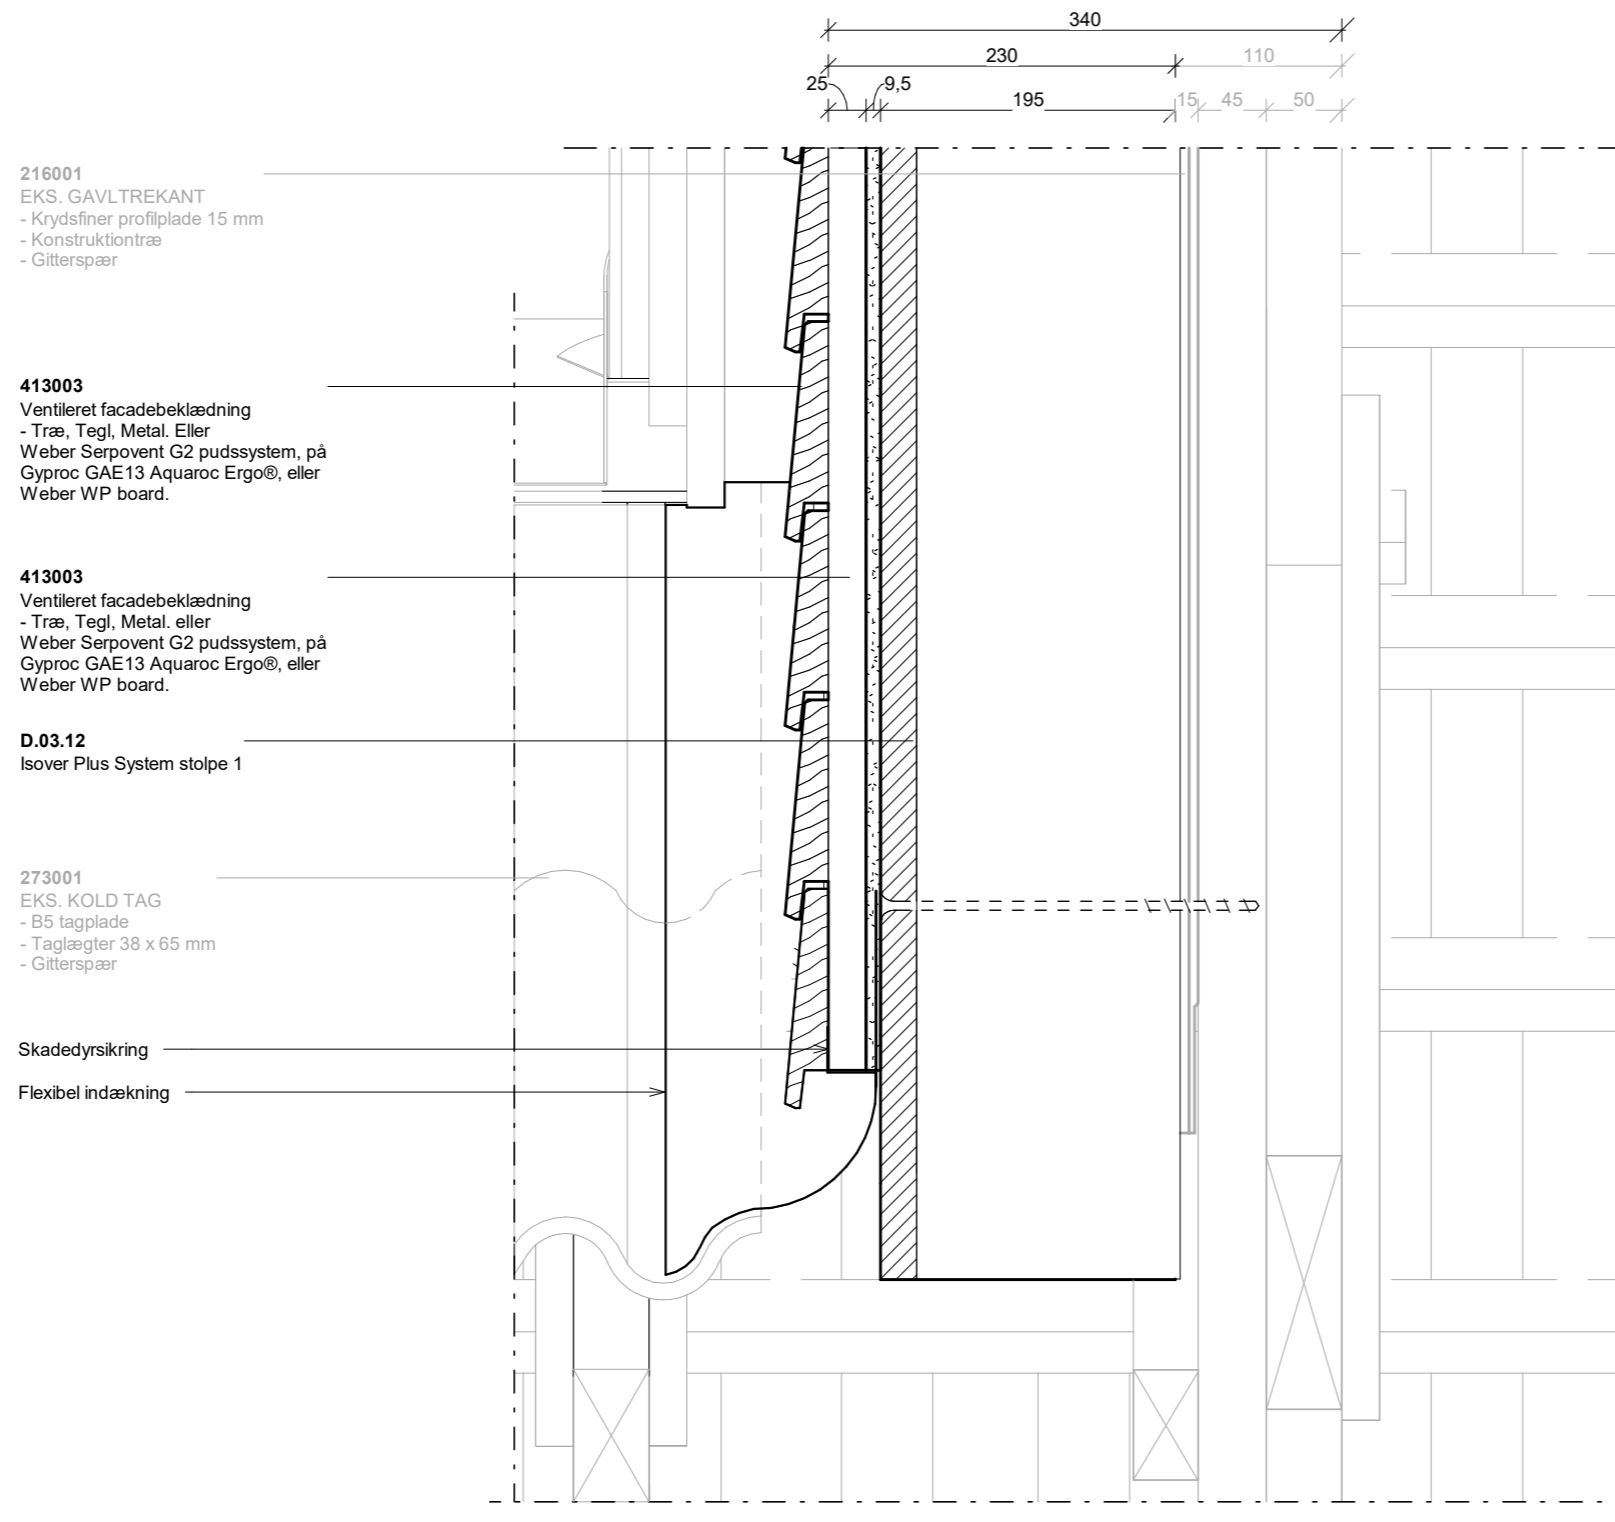 340
230
110
25
9,5
195
15
45
50
216001
EKS. GAVLTREKANT
- Krydsfiner profilplade 15 mm
- Konstruktiontræ
- Gitterspær
413003
Ventileret facadebeklædning
- Træ, Tegl, Metal. Eller
Weber Serpovent G2 pudssystem, på
Gyproc GAE13 Aquaroc Ergo®, eller
Weber WP board.
413003
Ventileret facadebeklædning
- Træ, Tegl, Metal. eller
Weber Serpovent G2 pudssystem, på
Gyproc GAE13 Aquaroc Ergo®, eller
Weber WP board.
D.03.12
Isover Plus System stolpe 1
273001
EKS. KOLD TAG
- B5 tagplade
- Taglægter 38 x 65 mm
- Gitterspær
Skadedyrsikring
Flexibel indækning